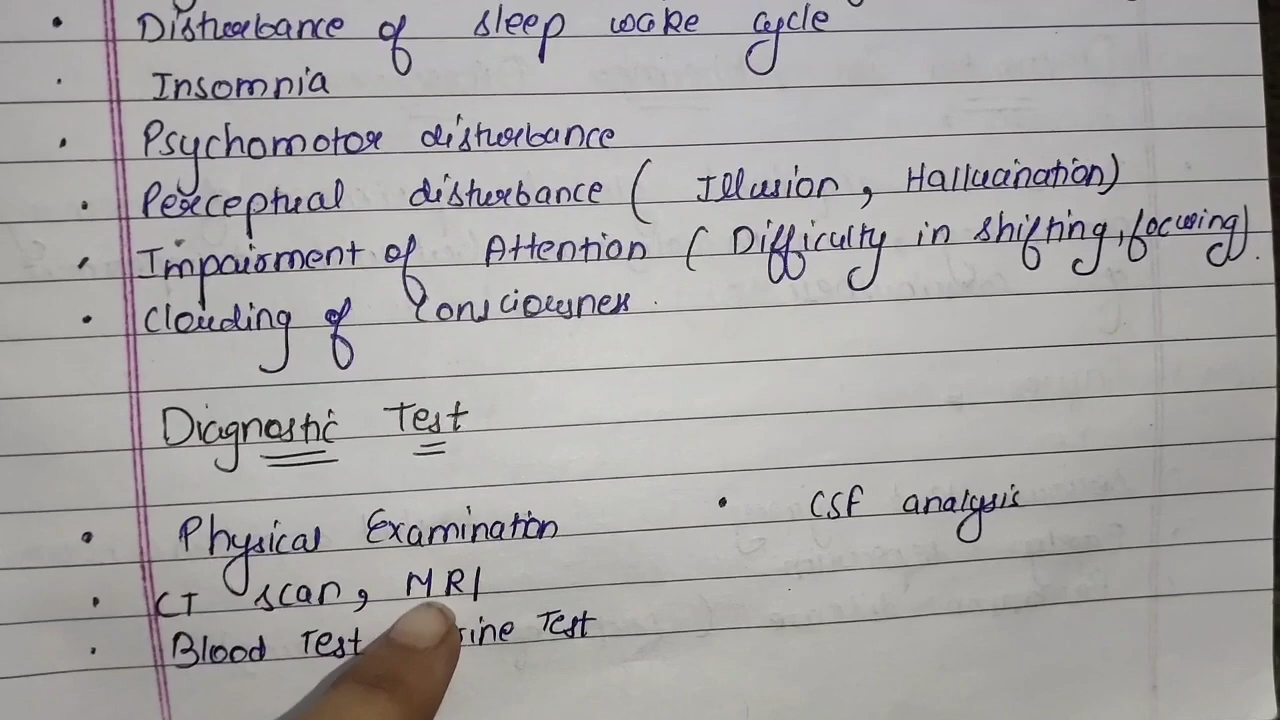 • Disturbance of sleep wake cycle
• Insomnia
• Psychomotor disturbance
• Perceptual disturbance ( Illusion, Hallucination)
• Impairment of Attention ( Difficulty in shifting, focusing).
• Clouding of Consciousness.
Diagnostic Test
• Physical Examination • CSF analysis
• CT scan, MRI
• Blood Test Test